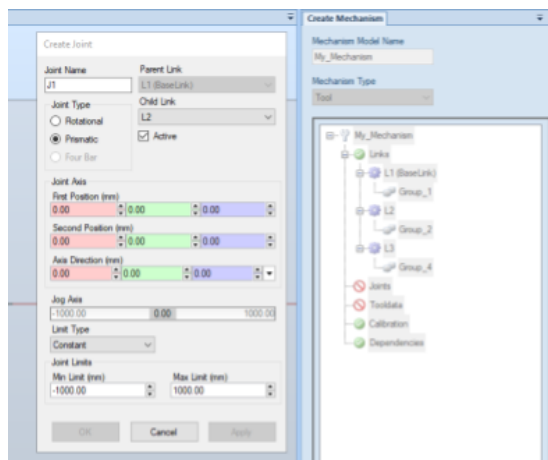 Create Joint
Joint Name
J1
Parent Link
L1 (BaseLink)
Joint Type
Rotational
Prismatic
Four Bar
Child Link
L2
Active
Joint Axis
First Position (mm)
0.00 0.00 0.00
Second Position (mm)
0.00 0.00 0.00
Axis Direction (mm)
0.00 0.00 0.00
Jog Axis
-1000.00 0.00 1000.00
Limit Type
Constant
Joint Limits
Min Limit (mm) Max Limit (mm)
-1000.00 1000.00
OK Cancel Apply
Create Mechanism
Mechanism Model Name
My_Mechanism
Mechanism Type
Tool
My_Mechanism
Links
L1 (BaseLink)
Group_1
L2
Group_2
L3
Group_4
Joints
Tooldata
Calibration
Dependencies